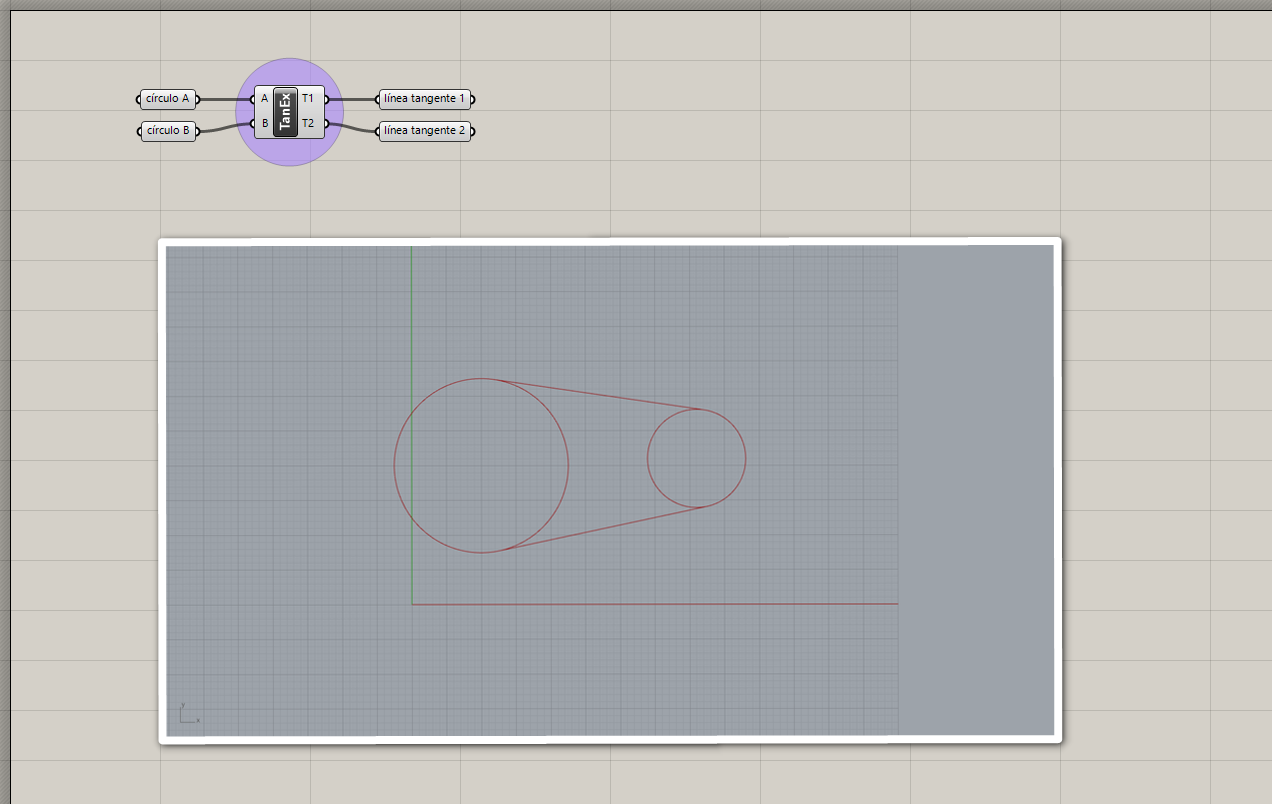 círculo A
A
TanEx
T1
línea tangente 1
círculo B
B
T2
línea tangente 2
y
x